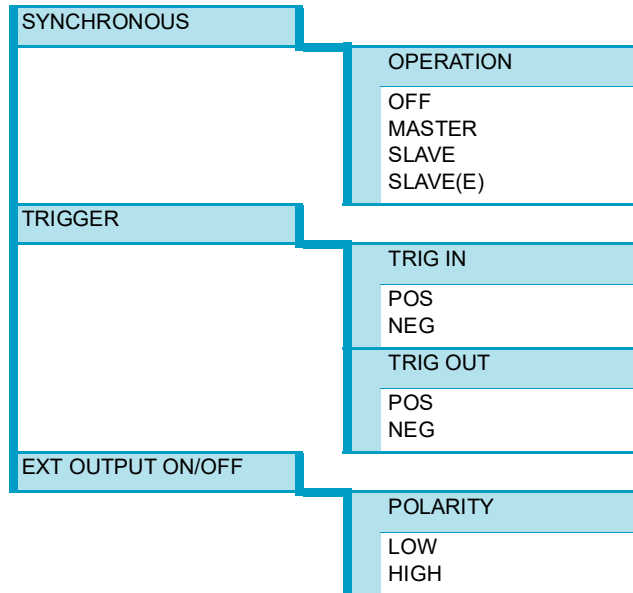 SYNCHRONOUS
OPERATION
OFF
MASTER
SLAVE
SLAVE(E)
TRIGGER
TRIG IN
POS
NEG
TRIG OUT
POS
NEG
EXT OUTPUT ON/OFF
POLARITY
LOW
HIGH